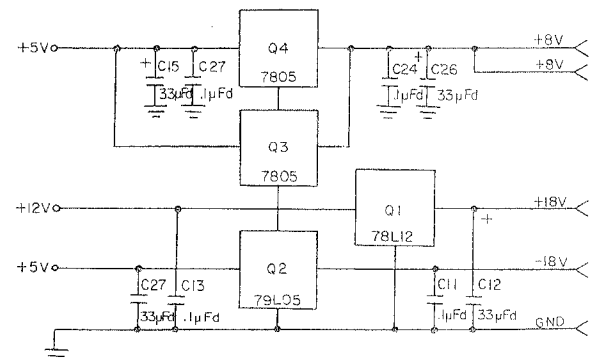 +5V
Q4
7805
+8V
+8V
+ C15
33µFd
C27
.1µFd
C24
.1µFd
+ C26
33µFd
Q3
7805
+12V
Q1
78L12
+18V
+
+5V
Q2
79L05
-18V
C27
33µFd
C13
.1µFd
C11
.1µFd
C12
33µFd
GND